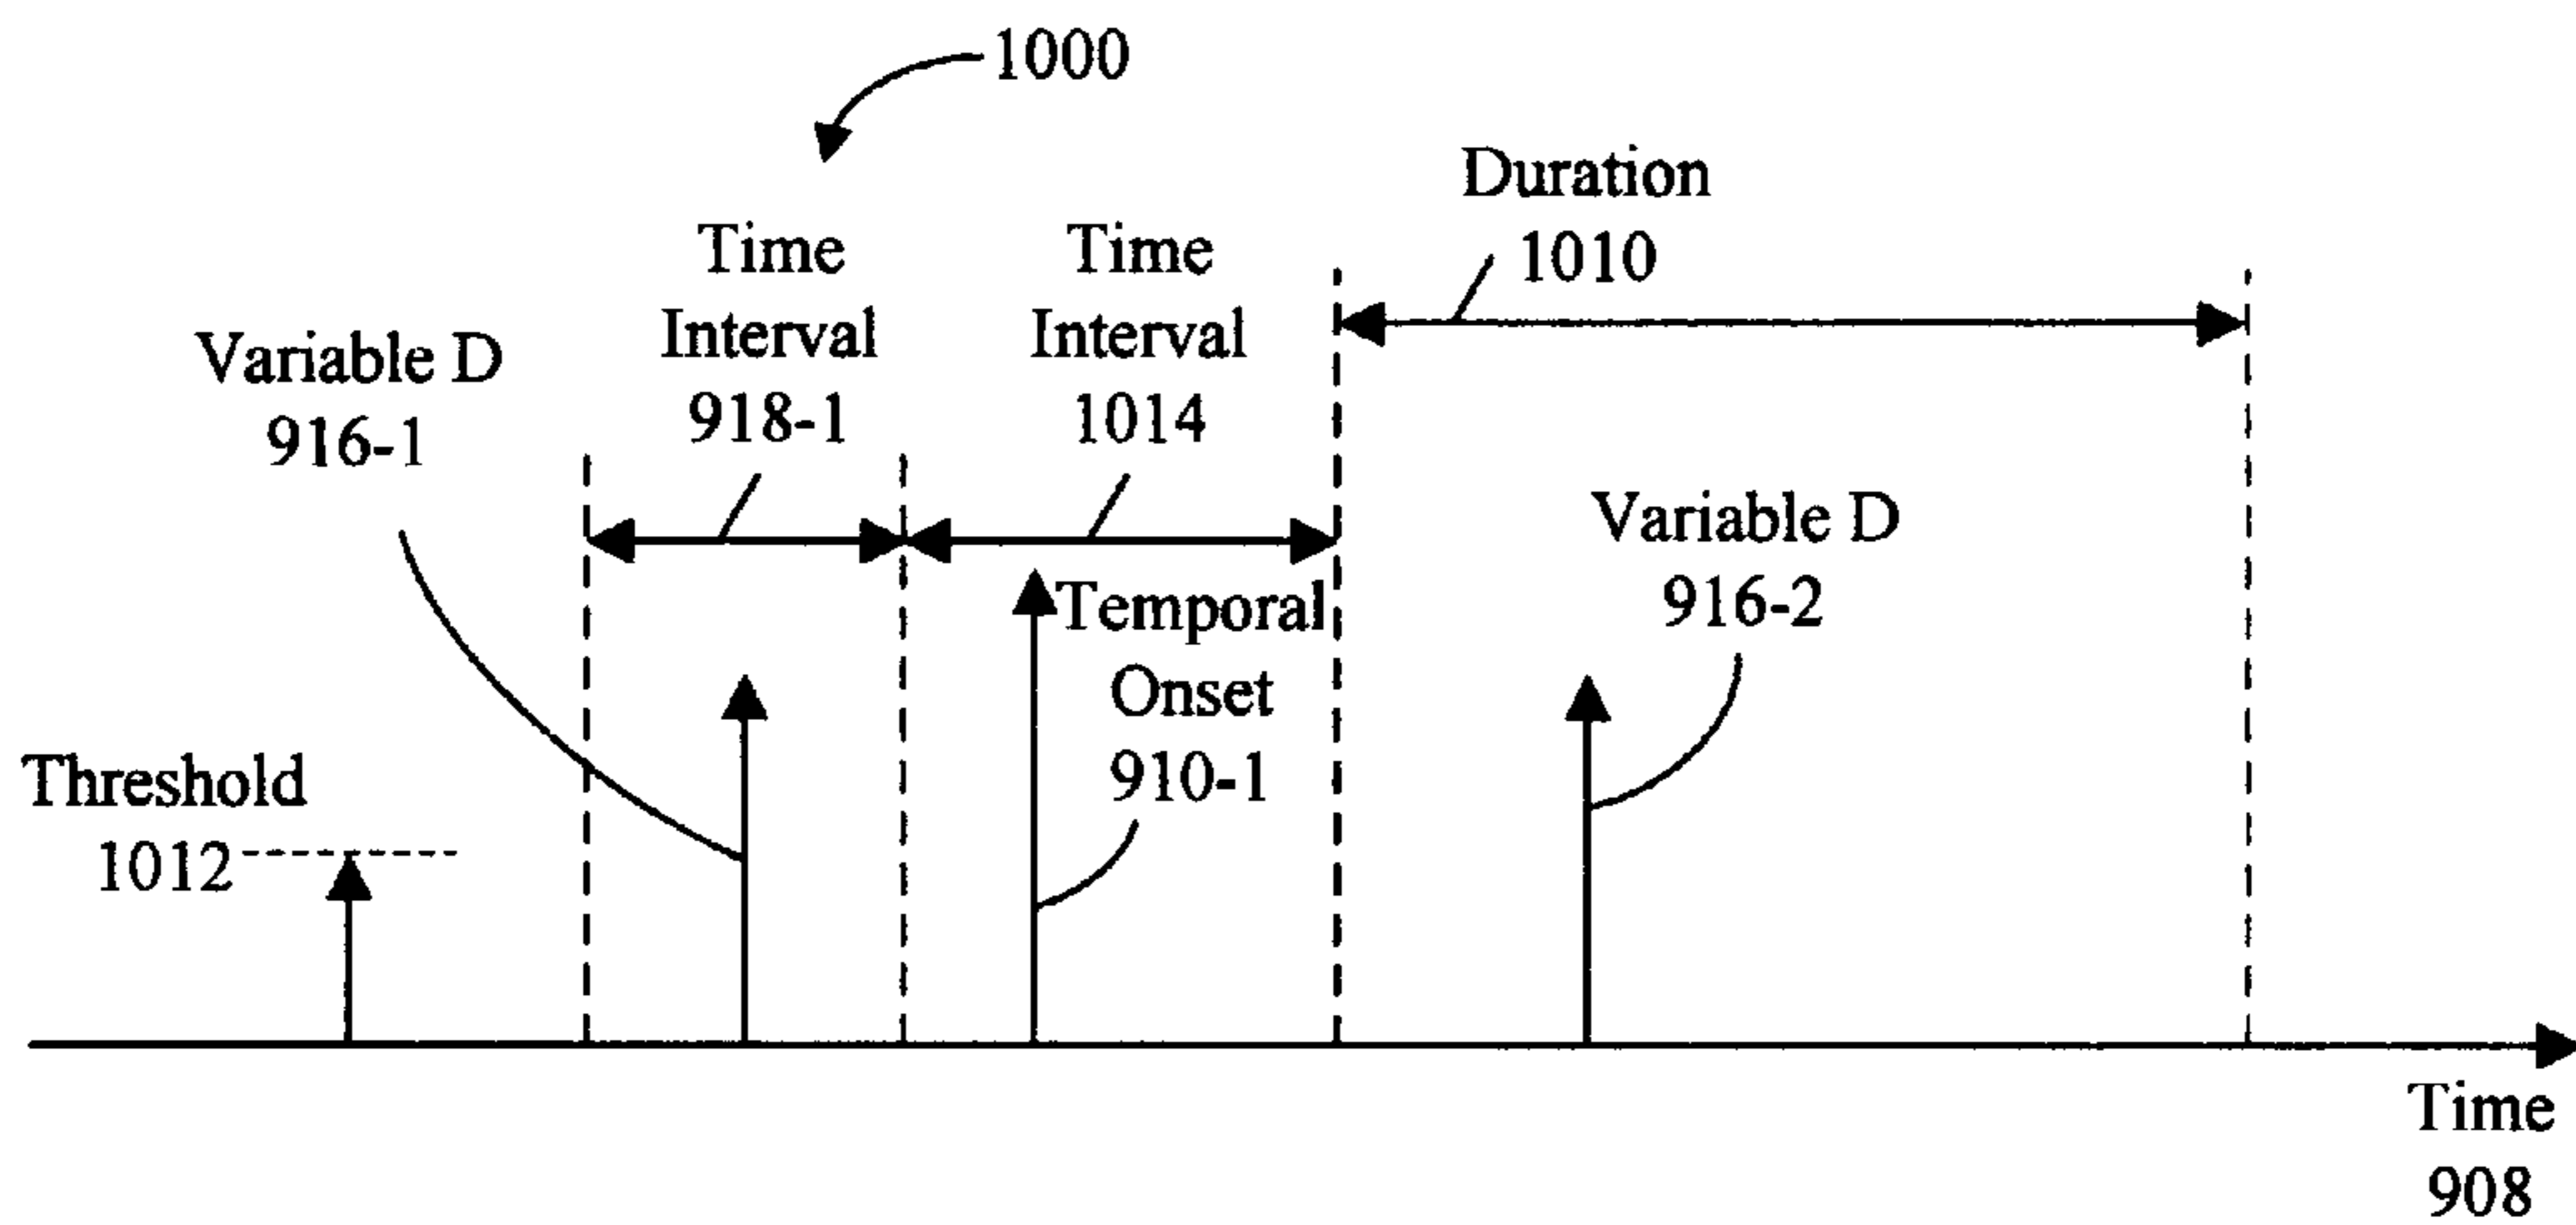 1000
Duration
1010
Time
Interval
918-1
Time
Interval
1014
Variable D
916-1
Variable D
916-2
Temporal
Onset
910-1
Threshold
1012
Time
908